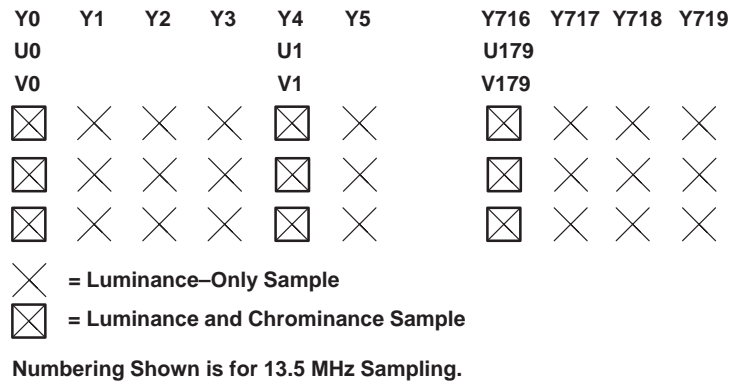 Y0 Y1 Y2 Y3 Y4 Y5 Y716 Y717 Y718 Y719
U0 U1 U179
V0 V1 V179
= Luminance–Only Sample
= Luminance and Chrominance Sample
Numbering Shown is for 13.5 MHz Sampling.